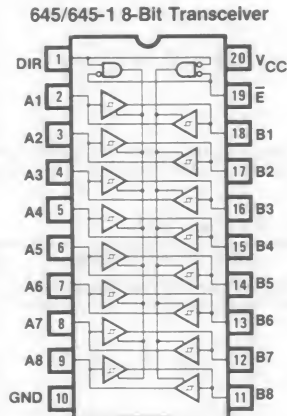 645/645-1 8-Bit Transceiver
DIR 1 20 VCC
A1 2 19 E̅
A2 3 18 B1
A3 4 17 B2
A4 5 16 B3
A5 6 15 B4
A6 7 14 B5
A7 8 13 B6
A8 9 12 B7
GND 10 11 B8